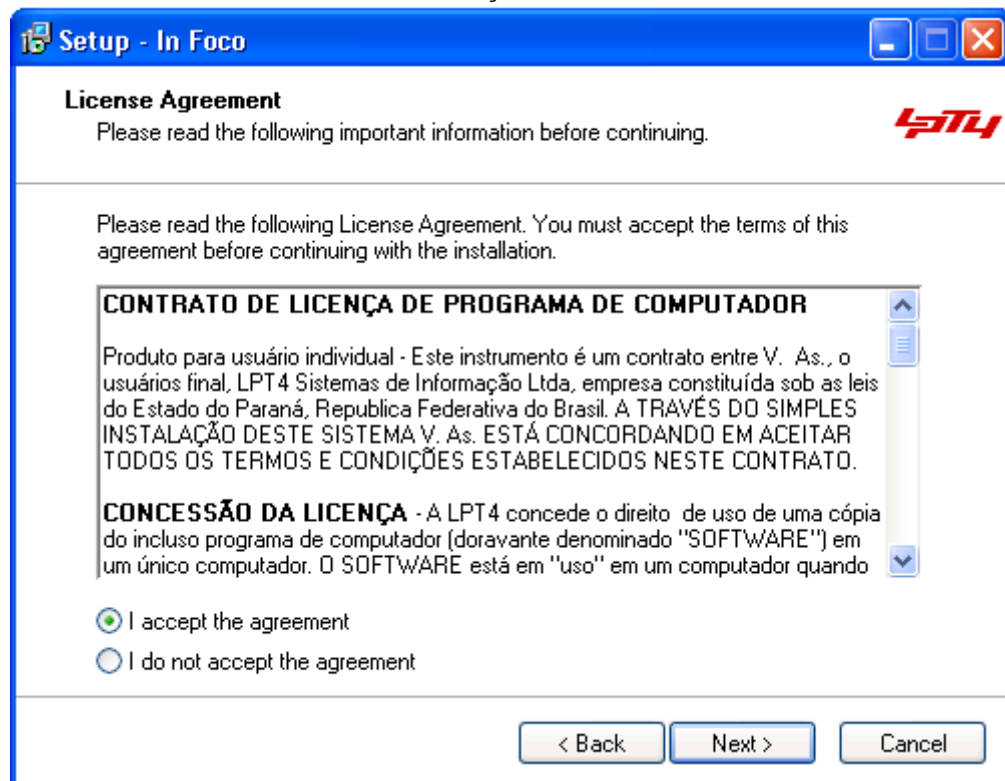 Setup - In Foco
License Agreement
Please read the following important information before continuing.
LPT4
Please read the following License Agreement. You must accept the terms of this
agreement before continuing with the installation.
CONTRATO DE LICENÇA DE PROGRAMA DE COMPUTADOR
Produto para usuário individual - Este instrumento é um contrato entre V.  As., o
usuários final, LPT4 Sistemas de Informação Ltda, empresa constituída sob as leis
do Estado do Paraná, Republica Federativa do Brasil. A TRAVÉS DO SIMPLES
INSTALAÇÃO DESTE SISTEMA V. As. ESTÁ CONCORDANDO EM ACEITAR
TODOS OS TERMOS E CONDIÇÕES ESTABELECIDOS NESTE CONTRATO.
CONCESSÃO DA LICENÇA - A LPT4 concede o direito  de uso de uma cópia
do incluso programa de computador (doravante denominado "SOFTWARE") em
um único computador. O SOFTWARE está em "uso" em um computador quando
I accept the agreement
I do not accept the agreement
< Back
Next >
Cancel